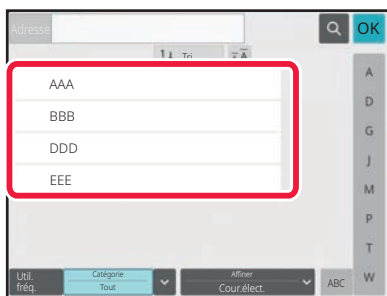 Adresse
OK
Tri
AAA
BBB
DDD
EEE
A
D
G
J
M
P
T
W
Util.
fréq.
Catégorie
Tout
Affiner
Cour.élect.
ABC